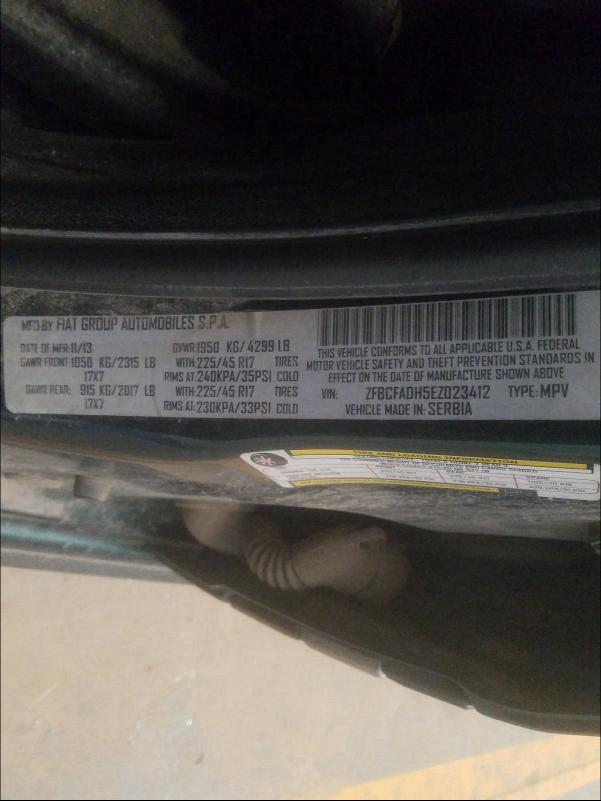 MFD BY FIAT GROUP AUTOMOBILES S.P.A.
DATE OF MFR:11/13 GVWR:1950 KG/4299 LB
GAWR FRONT:1050 KG/2315 LB WITH:225/45 R17 TIRES
17X7 RIMS AT:240KPA/35PSI COLD
GAWR REAR: 915 KG/2017 LB WITH:225/45 R17 TIRES
17X7 RIMS AT:230KPA/33PSI COLD
THIS VEHICLE CONFORMS TO ALL APPLICABLE U.S.A. FEDERAL
MOTOR VEHICLE SAFETY AND THEFT PREVENTION STANDARDS IN
EFFECT ON THE DATE OF MANUFACTURE SHOWN ABOVE
VIN: ZFBCFADH5EZ023412 TYPE:MPV
VEHICLE MADE IN: SERBIA
TIRE AND LOADING INFORMATION